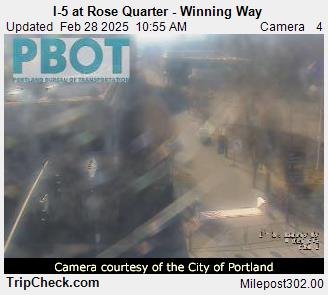 I-5 at Rose Quarter - Winning Way
Updated Feb 28 2025 10:55 AM Camera 4
PBOT
PORTLAND BUREAU OF TRANSPORTATION
Camera courtesy of the City of Portland
TripCheck.com Milepost302.00